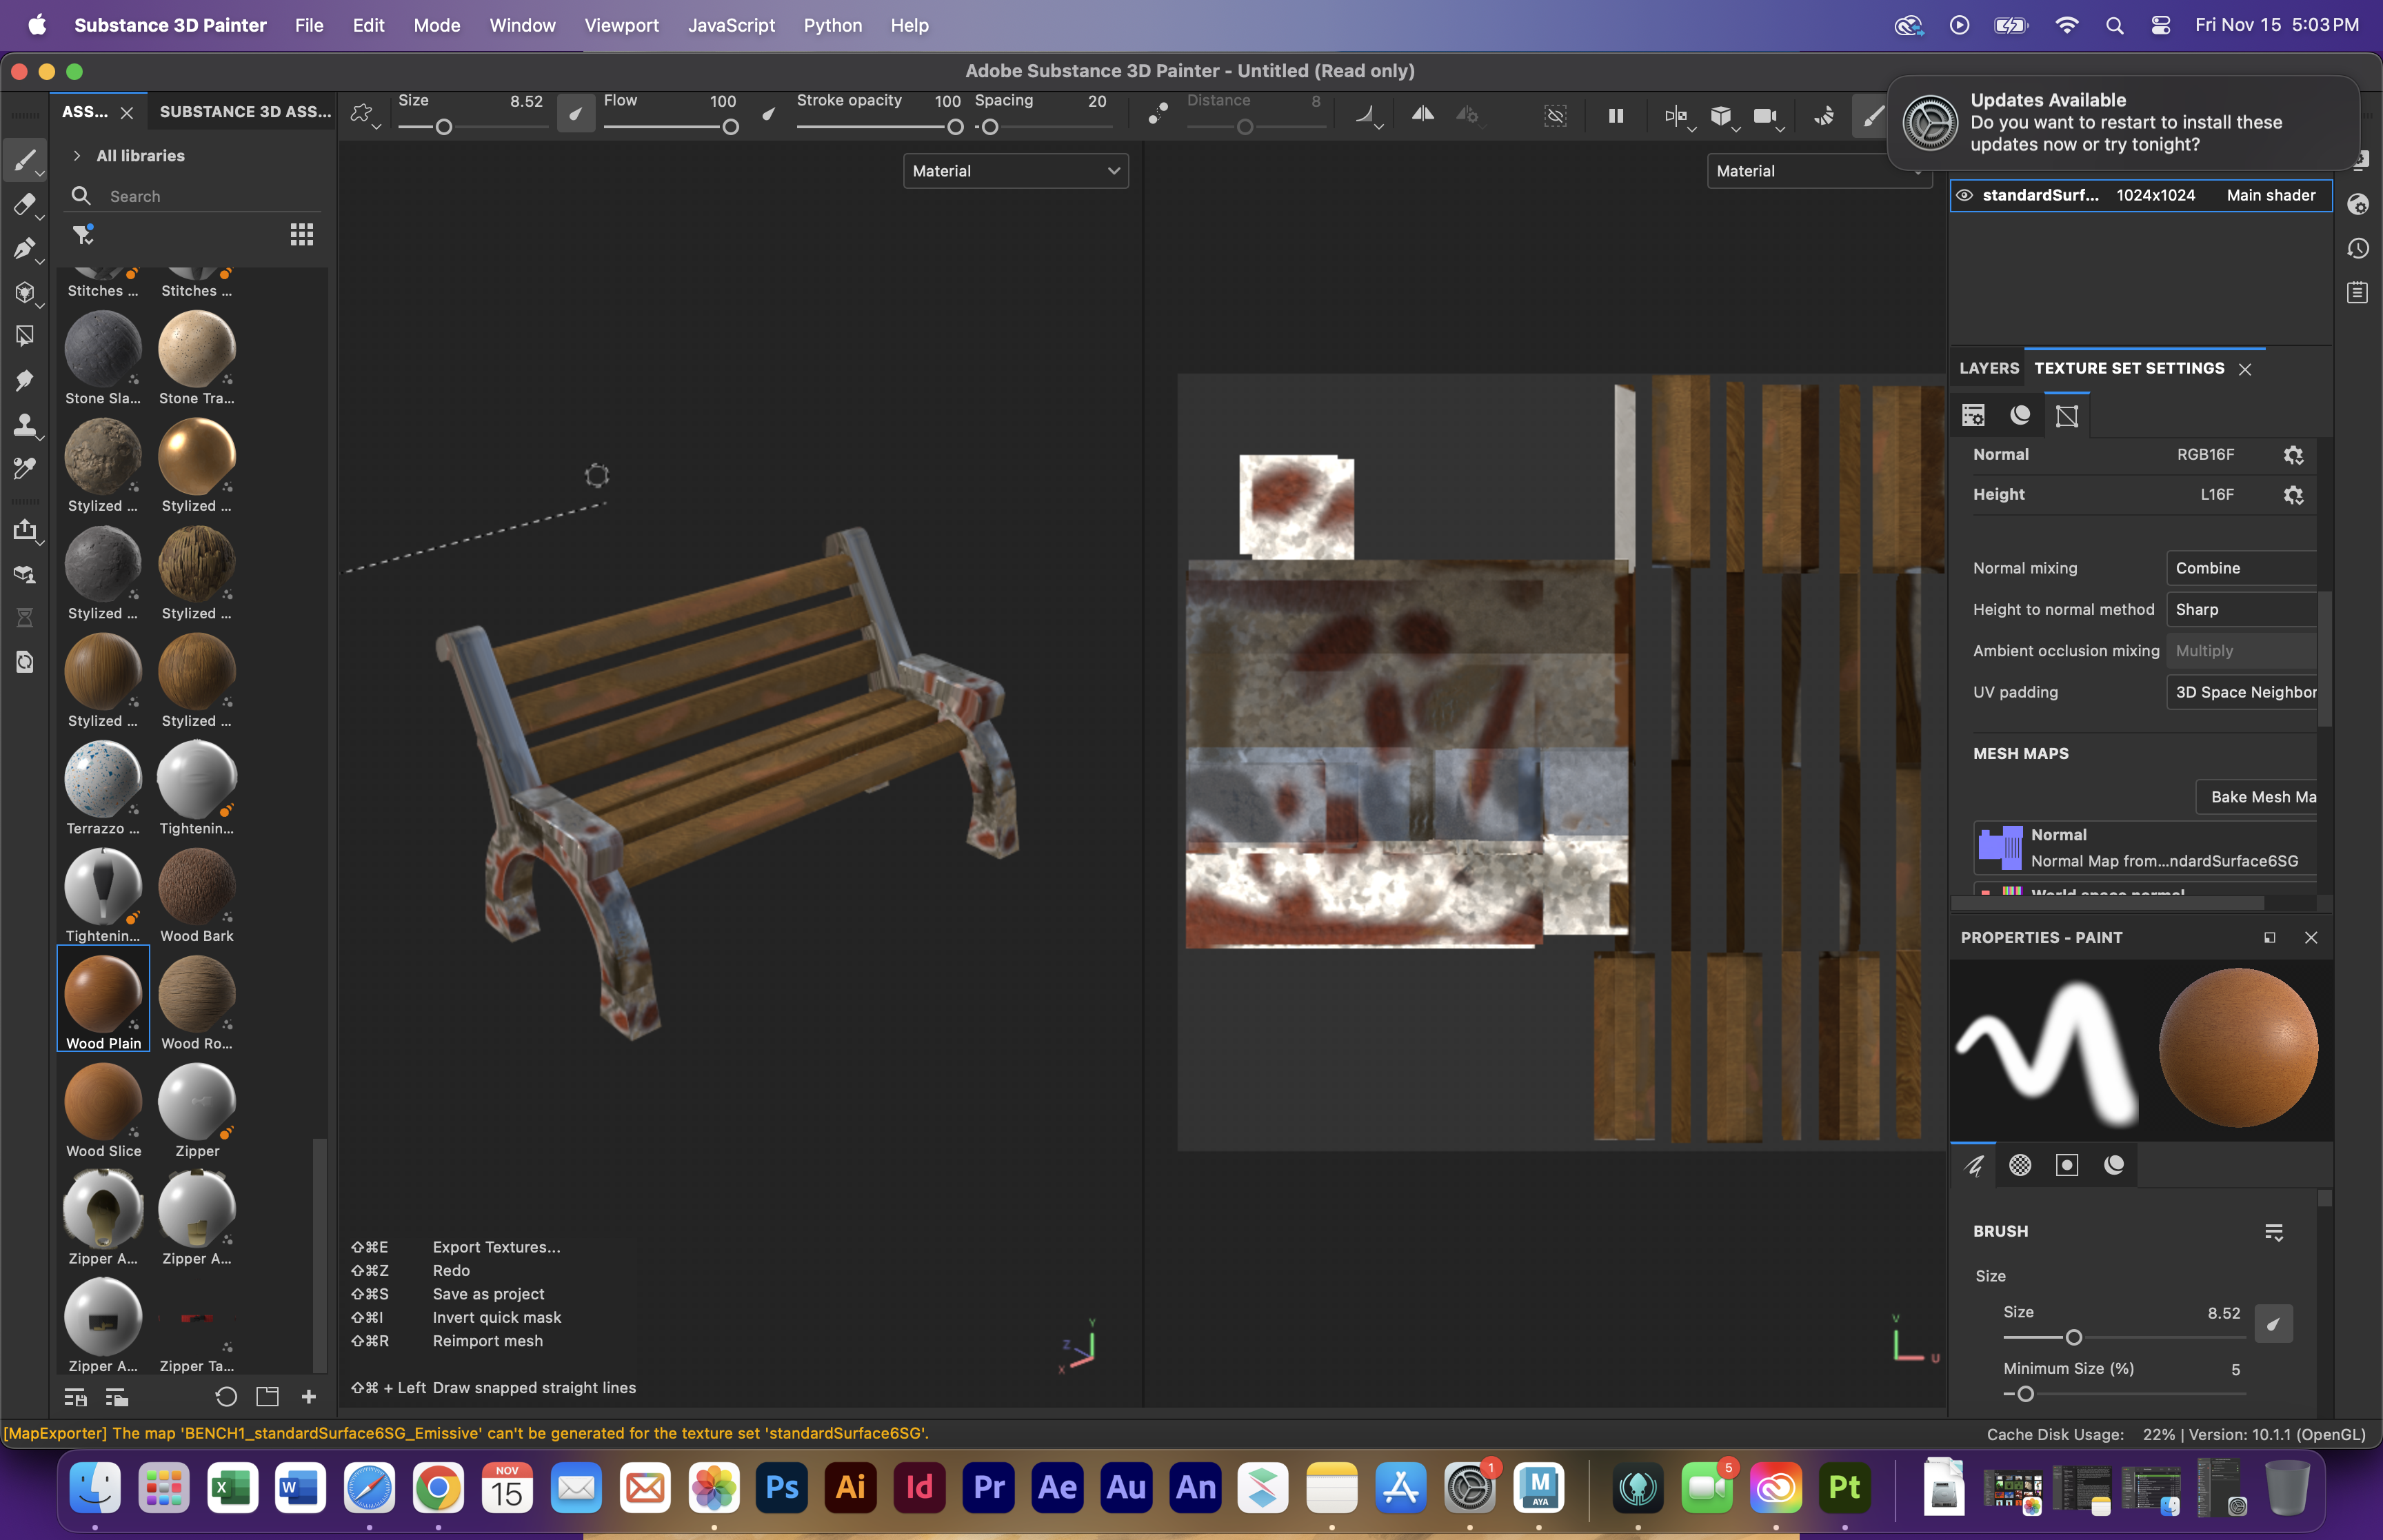 Substance 3D Painter File Edit Mode Window Viewport JavaScript Python Help Fri Nov 15 5:03 PM
Adobe Substance 3D Painter - Untitled (Read only)
ASS... SUBSTANCE 3D ASS...
Size 8.52 Flow 100 Stroke opacity 100 Spacing 20 Distance 8
Updates Available
Do you want to restart to install these
updates now or try tonight?
All libraries
Search
Material
Material
standardSurf... 1024x1024 Main shader
Stitches ... Stitches ...
Stone Sla... Stone Tra...
Stylized ... Stylized ...
Stylized ... Stylized ...
Stylized ... Stylized ...
Terrazzo ... Tightenin...
Tightenin... Wood Bark
Wood Plain Wood Ro...
Wood Slice Zipper
Zipper A... Zipper A...
Zipper A... Zipper Ta...
LAYERS TEXTURE SET SETTINGS
Normal RGB16F
Height L16F
Normal mixing Combine
Height to normal method Sharp
Ambient occlusion mixing Multiply
UV padding 3D Space Neighbor
MESH MAPS
Bake Mesh Ma
Normal
Normal Map from...ndardSurface6SG
World space normal
PROPERTIES - PAINT
BRUSH
Size
Size 8.52
Minimum Size (%) 5
⇧⌘E Export Textures...
⇧⌘Z Redo
⇧⌘S Save as project
⇧⌘I Invert quick mask
⇧⌘R Reimport mesh
⇧⌘ + Left Draw snapped straight lines
Y
Z
X
V
U
[MapExporter] The map 'BENCH1_standardSurface6SG_Emissive' can't be generated for the texture set 'standardSurface6SG'.
Cache Disk Usage: 22% | Version: 10.1.1 (OpenGL)
X W NOV 15 Ps Ai Id Pr Ae Au An 1 M AYA 5 Pt